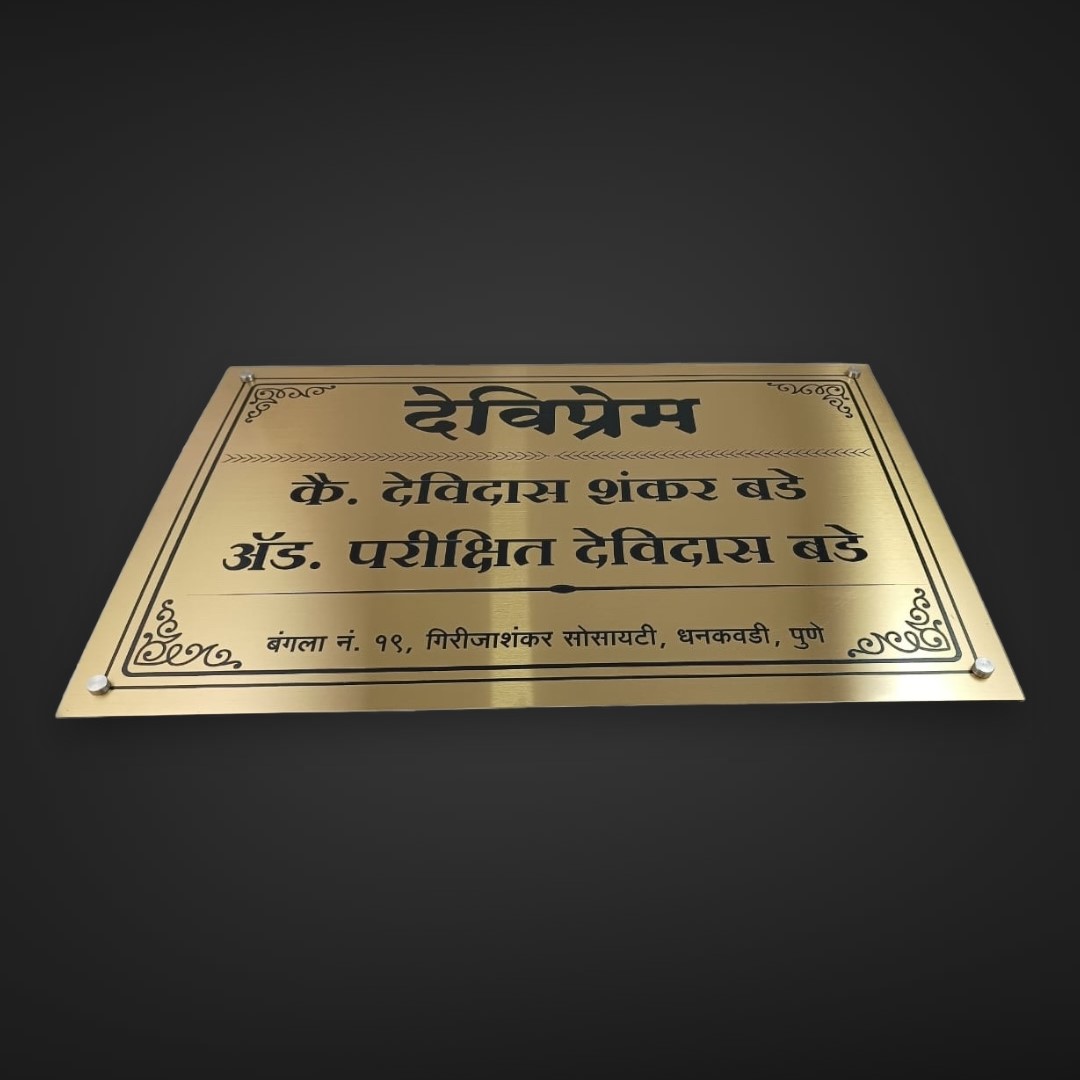 देविप्रेम
कै. देविदास शंकर बडे
ॲड. परीक्षित देविदास बडे
बंगला नं. १९, गिरीजाशंकर सोसायटी, धनकवडी, पुणे